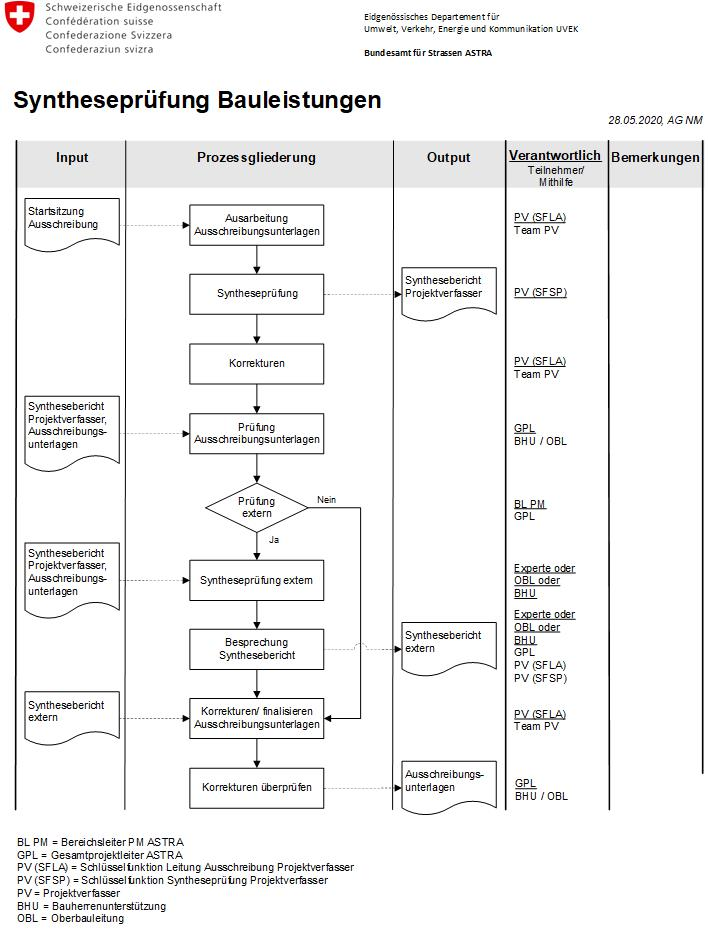 Schweizerische Eidgenossenschaft
Confédération suisse
Confederazione Svizzera
Confederaziun svizra
Eidgenössisches Departement für
Umwelt, Verkehr, Energie und Kommunikation UVEK
Bundesamt für Strassen ASTRA
Syntheseprüfung Bauleistungen
28.05.2020, AG NM
Input
Prozessgliederung
Output
Verantwortlich
Teilnehmer/
Mithilfe
Bemerkungen
Startsitzung
Ausschreibung
Ausarbeitung
Ausschreibungsunterlagen
PV (SFLA)
Team PV
Syntheseprüfung
Synthesebericht
Projektverfasser
PV (SFSP)
Korrekturen
PV (SFLA)
Team PV
Synthesebericht
Projektverfasser,
Ausschreibungs-
unterlagen
Prüfung
Ausschreibungsunterlagen
GPL
BHU / OBL
Prüfung
extern
Nein
Ja
BL PM
GPL
Synthesebericht
Projektverfasser,
Ausschreibungs-
unterlagen
Syntheseprüfung extern
Experte oder
OBL oder
BHU
Besprechung
Synthesebericht
Synthesebericht
extern
Experte oder
OBL oder
BHU
GPL
PV (SFLA)
PV (SFSP)
Synthesebericht
extern
Korrekturen/ finalisieren
Ausschreibungsunterlagen
PV (SFLA)
Team PV
Korrekturen überprüfen
Ausschreibungs-
unterlagen
GPL
BHU / OBL
BL PM = Bereichsleiter PM ASTRA
GPL = Gesamtprojektleiter ASTRA
PV (SFLA) = Schlüsselfunktion Leitung Ausschreibung Projektverfasser
PV (SFSP) = Schlüsselfunktion Syntheseprüfung Projektverfasser
PV = Projektverfasser
BHU = Bauherrenunterstützung
OBL = Oberbauleitung